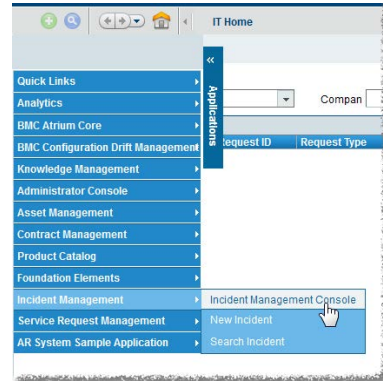 IT Home
«
Applications
Compan
Request ID
Request Type
Quick Links
Analytics
BMC Atrium Core
BMC Configuration Drift Management
Knowledge Management
Administrator Console
Asset Management
Contract Management
Product Catalog
Foundation Elements
Incident Management
Incident Management Console
New Incident
Search Incident
Service Request Management
AR System Sample Application